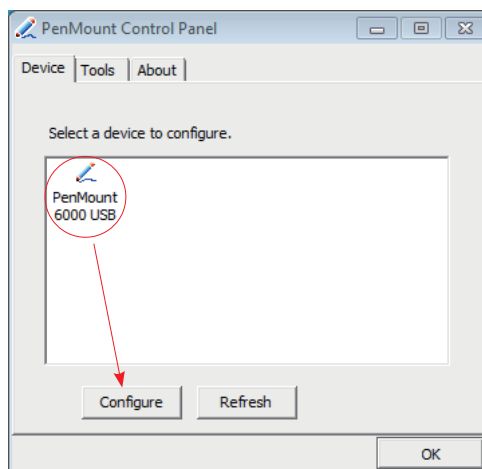 PenMount Control Panel
Device Tools About
Select a device to configure.
PenMount
6000 USB
Configure Refresh
OK